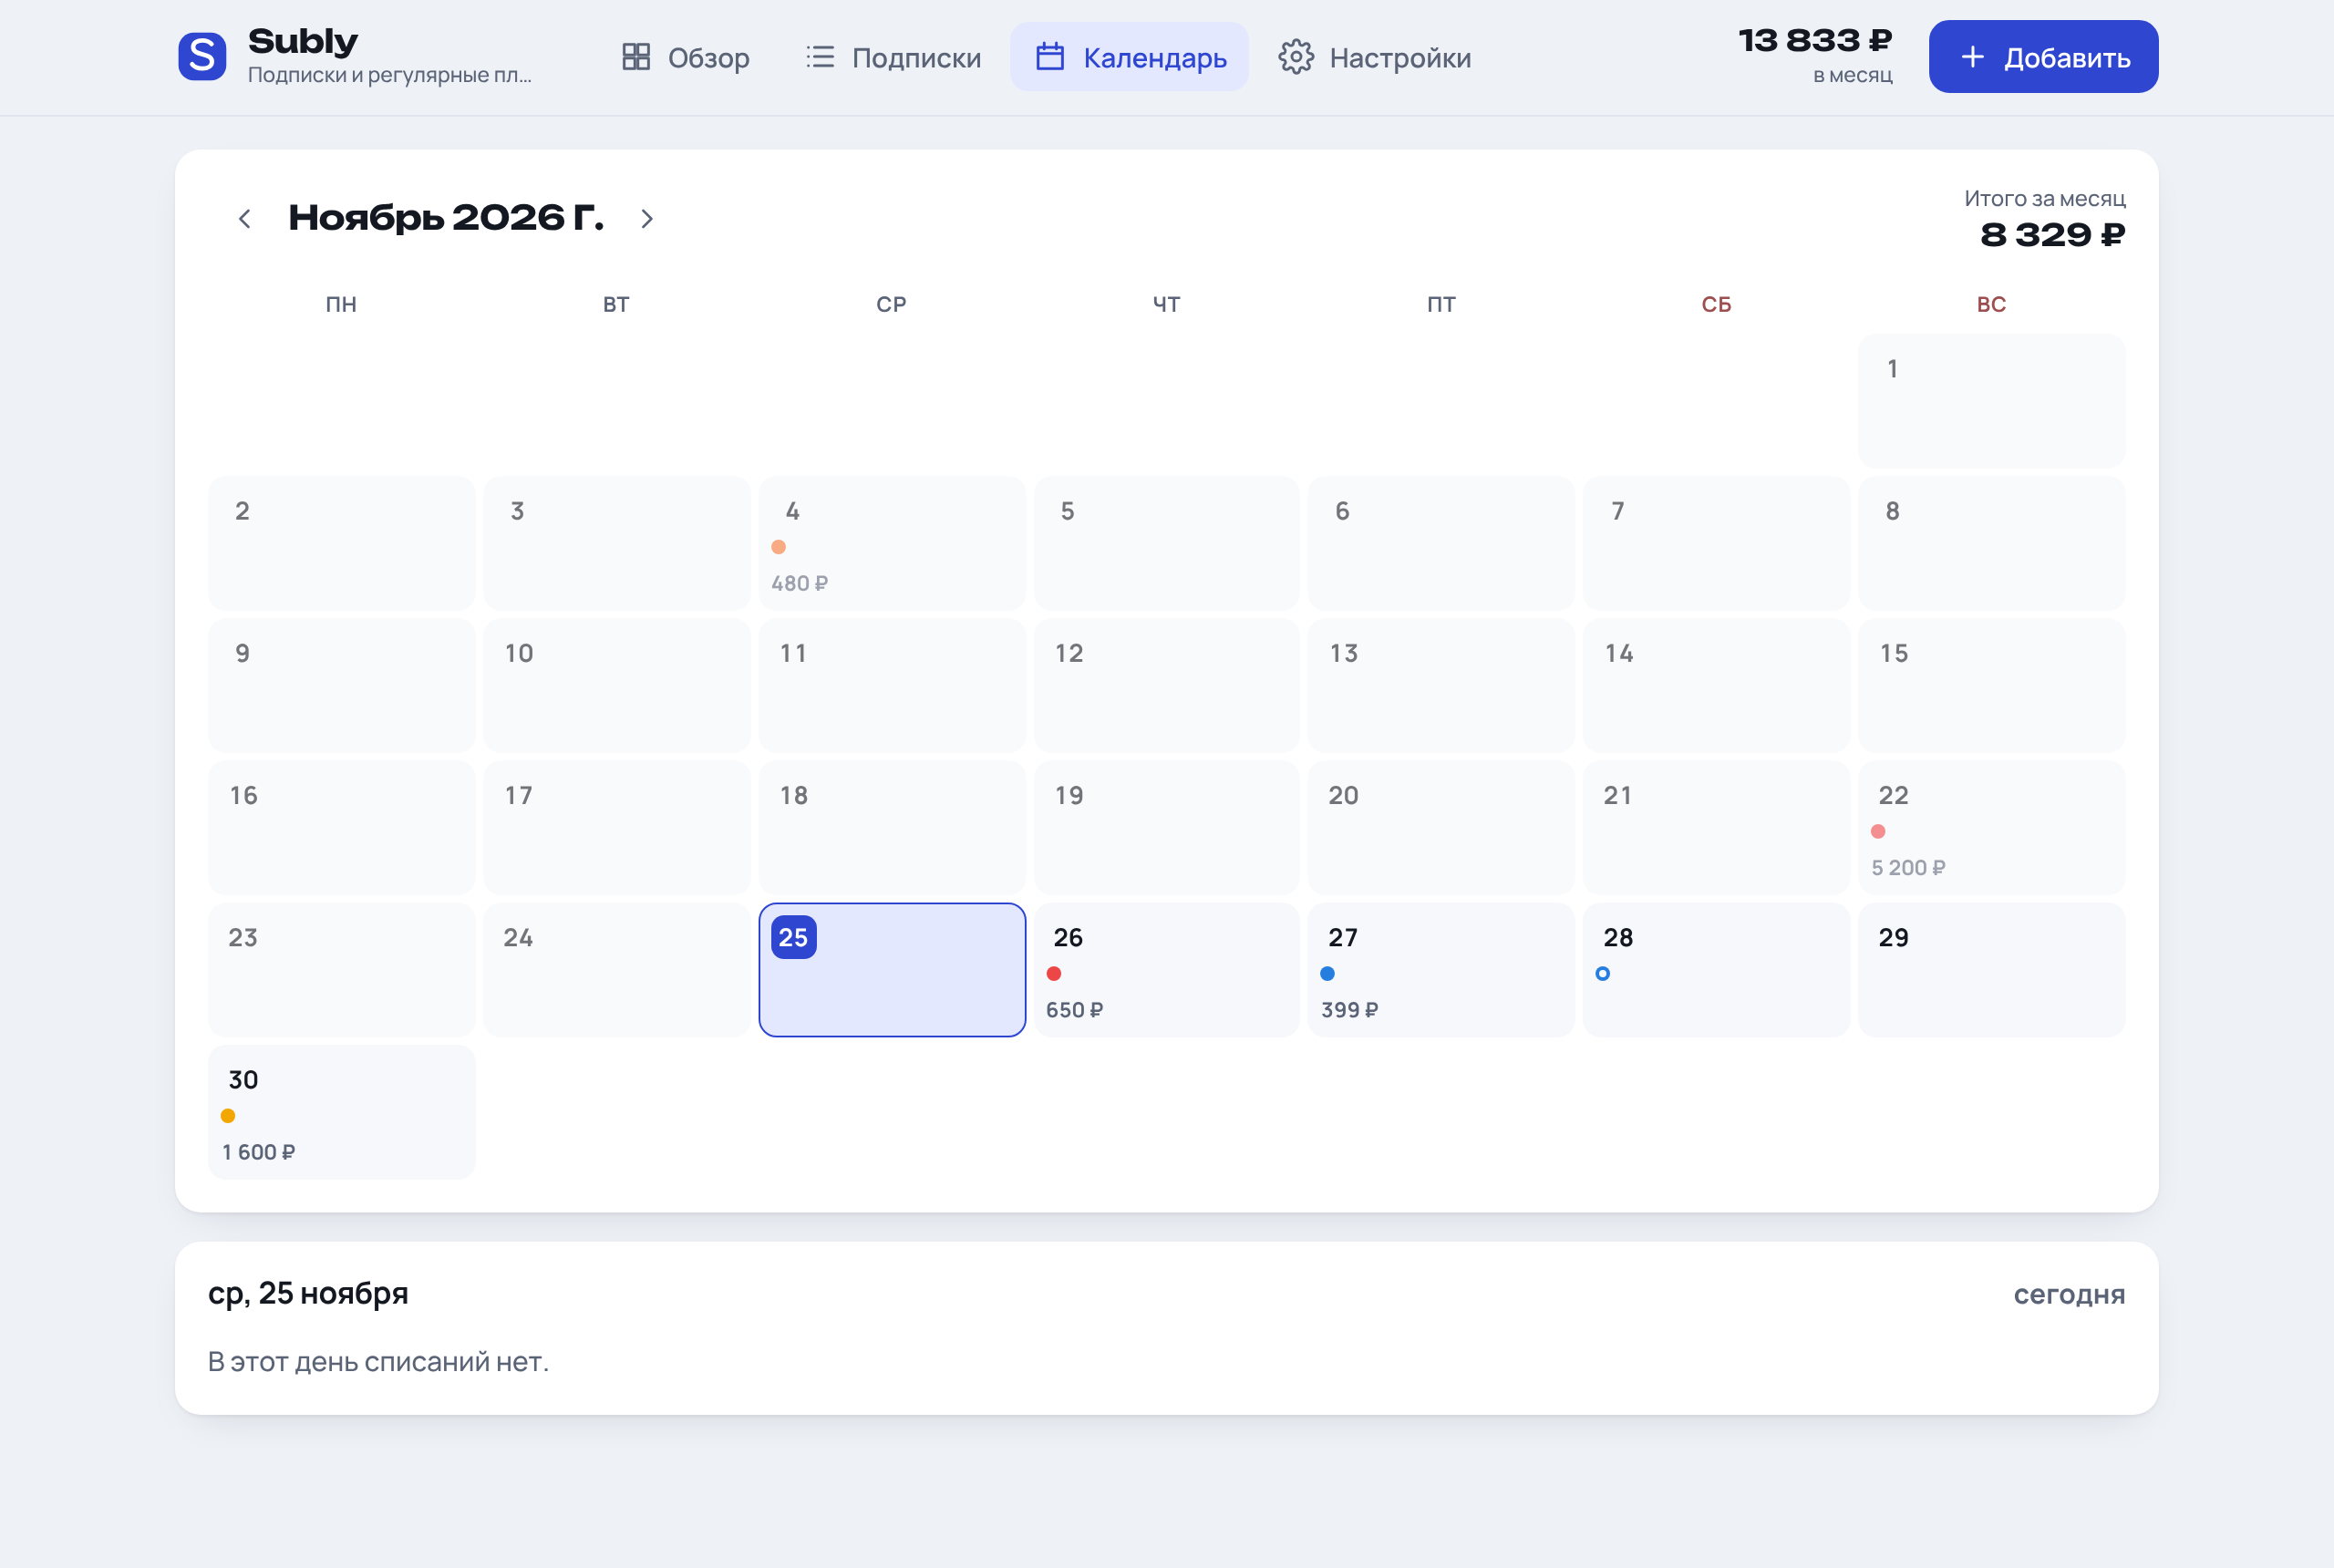 S
Subly
Подписки и регулярные пл...
Обзор
Подписки
Календарь
Настройки
13 833 ₽
в месяц
Добавить
Ноябрь 2026 Г.
Итого за месяц
8 329 ₽
ПН ВТ СР ЧТ ПТ СБ ВС
1
2 3 4 5 6 7 8
480 ₽
9 10 11 12 13 14 15
16 17 18 19 20 21 22
5 200 ₽
23 24 25 26 27 28 29
650 ₽ 399 ₽
30
1 600 ₽
ср, 25 ноября
сегодня
В этот день списаний нет.